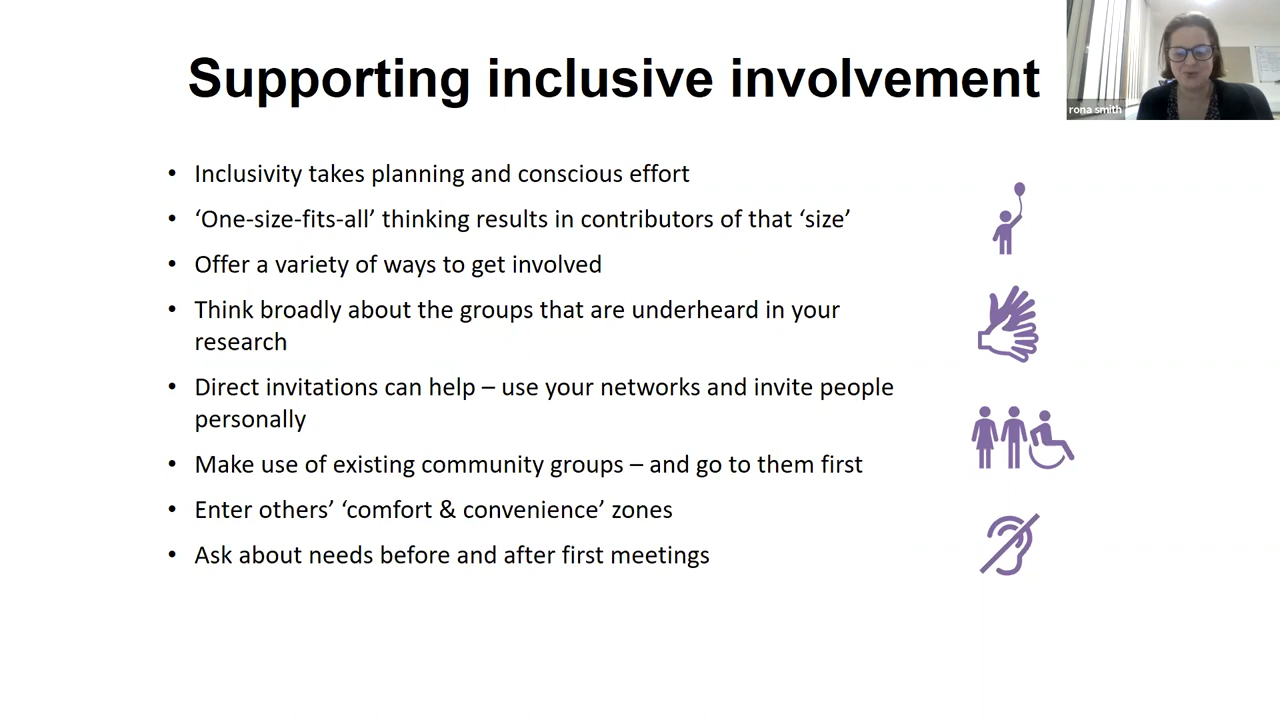 Supporting inclusive involvement
rona smith
• Inclusivity takes planning and conscious effort
• ‘One-size-fits-all’ thinking results in contributors of that ‘size’
• Offer a variety of ways to get involved
• Think broadly about the groups that are underheard in your
research
• Direct invitations can help – use your networks and invite people
personally
• Make use of existing community groups – and go to them first
• Enter others’ ‘comfort & convenience’ zones
• Ask about needs before and after first meetings